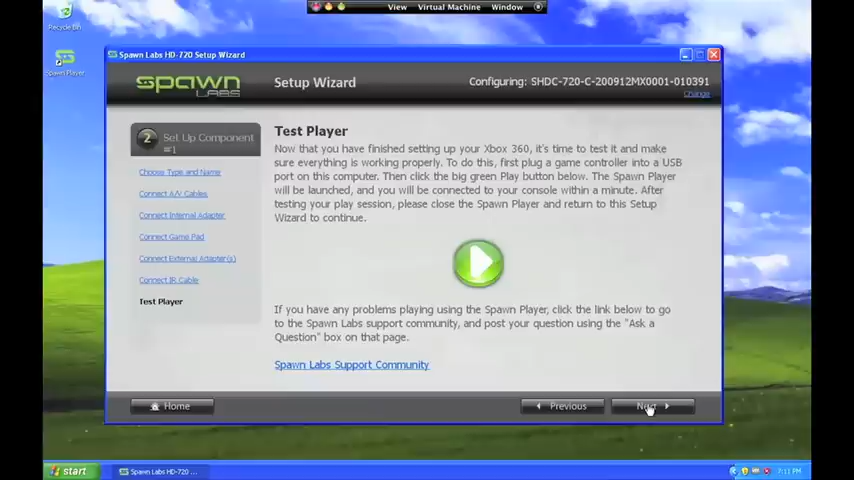 View Virtual Machine Window
Recycle Bin
Spawn Player
Spawn Labs HD-720 Setup Wizard
spawn
LABS
Setup Wizard
Configuring: SHDC-720-C-200912MX0001-010391
Change
2 Set Up Component
#1
Choose Type and Name
Connect A/V Cables
Connect Internal Adapter
Connect Game Pad
Connect External Adapter(s)
Connect IR Cable
Test Player
Test Player
Now that you have finished setting up your Xbox 360, it's time to test it and make
sure everything is working properly. To do this, first plug a game controller into a USB
port on this computer. Then click the big green Play button below. The Spawn Player
will be launched, and you will be connected to your console within a minute. After
testing your play session, please close the Spawn Player and return to this Setup
Wizard to continue.
If you have any problems playing using the Spawn Player, click the link below to go
to the Spawn Labs support community, and post your question using the "Ask a
Question" box on that page.
Spawn Labs Support Community
Home
Previous
Next
start
Spawn Labs HD-720 ...
7:11 PM